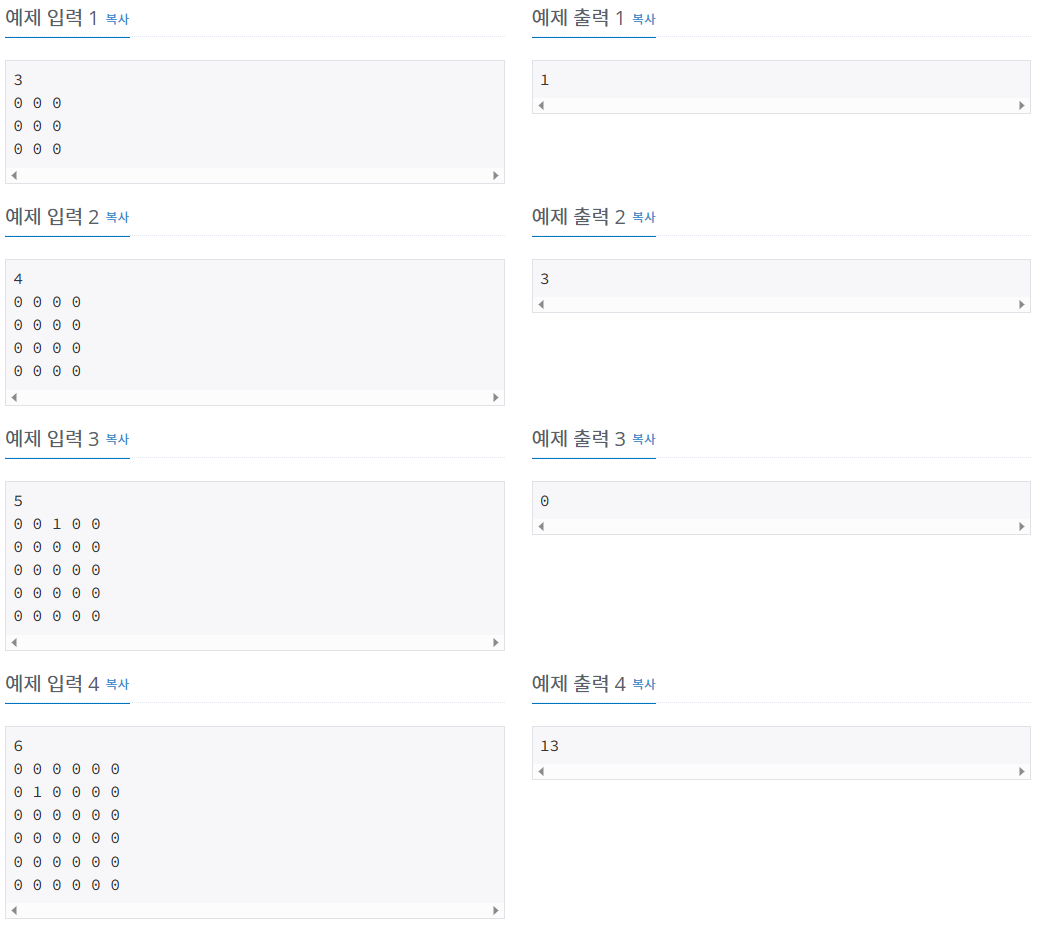 예제 입력 1 복사
3
0 0 0
0 0 0
0 0 0
예제 출력 1 복사
1
예제 입력 2 복사
4
0 0 0 0
0 0 0 0
0 0 0 0
0 0 0 0
예제 출력 2 복사
3
예제 입력 3 복사
5
0 0 1 0 0
0 0 0 0 0
0 0 0 0 0
0 0 0 0 0
0 0 0 0 0
예제 출력 3 복사
0
예제 입력 4 복사
6
0 0 0 0 0 0
0 1 0 0 0 0
0 0 0 0 0 0
0 0 0 0 0 0
0 0 0 0 0 0
0 0 0 0 0 0
예제 출력 4 복사
13